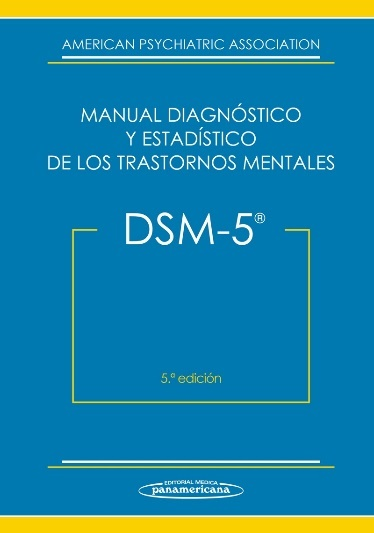 AMERICAN PSYCHIATRIC ASSOCIATION
MANUAL DIAGNÓSTICO
Y ESTADÍSTICO
DE LOS TRASTORNOS MENTALES
DSM-5®
5.ª edición
EDITORIAL MEDICA
panamericana